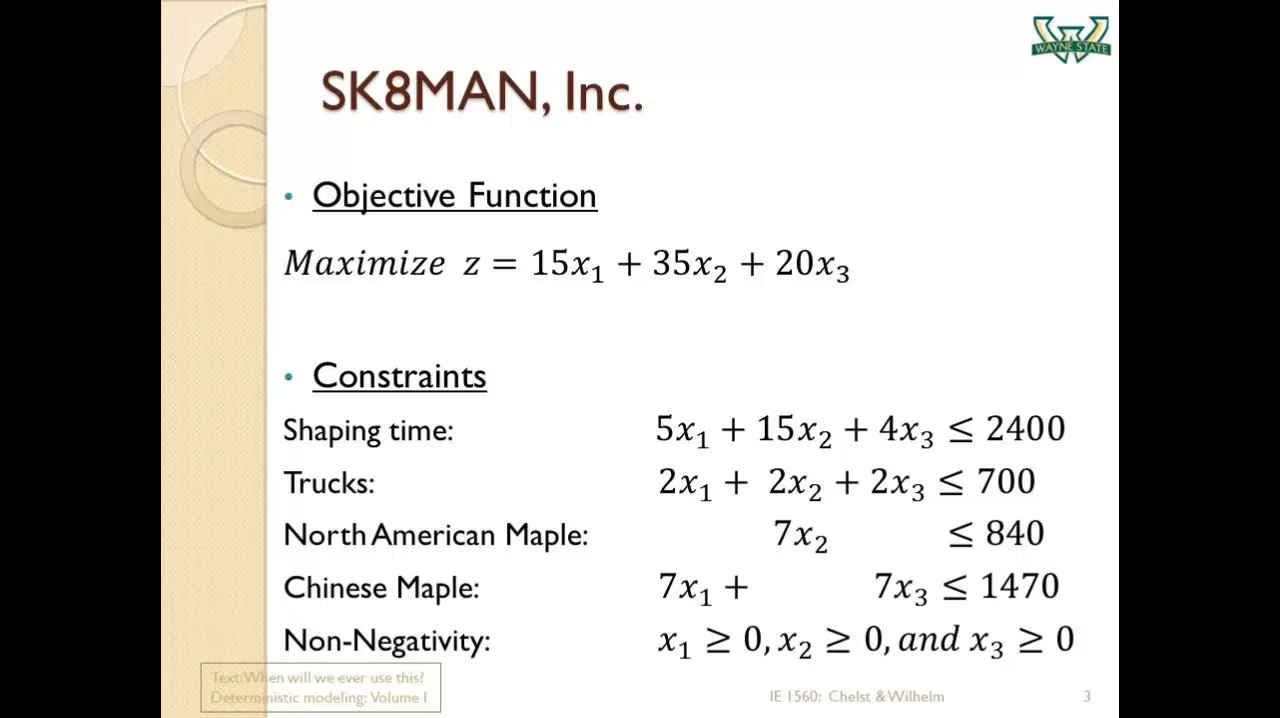 WAYNE STATE
SK8MAN, Inc.
• Objective Function
Maximize z = 15x₁ + 35x₂ + 20x₃
• Constraints
Shaping time: 5x₁ + 15x₂ + 4x₃ ≤ 2400
Trucks: 2x₁ + 2x₂ + 2x₃ ≤ 700
North American Maple: 7x₂ ≤ 840
Chinese Maple: 7x₁ + 7x₃ ≤ 1470
Non-Negativity: x₁ ≥ 0, x₂ ≥ 0, and x₃ ≥ 0
Text: When will we ever use this?
Deterministic modeling: Volume I
IE 1560: Chelst & Wilhelm
3